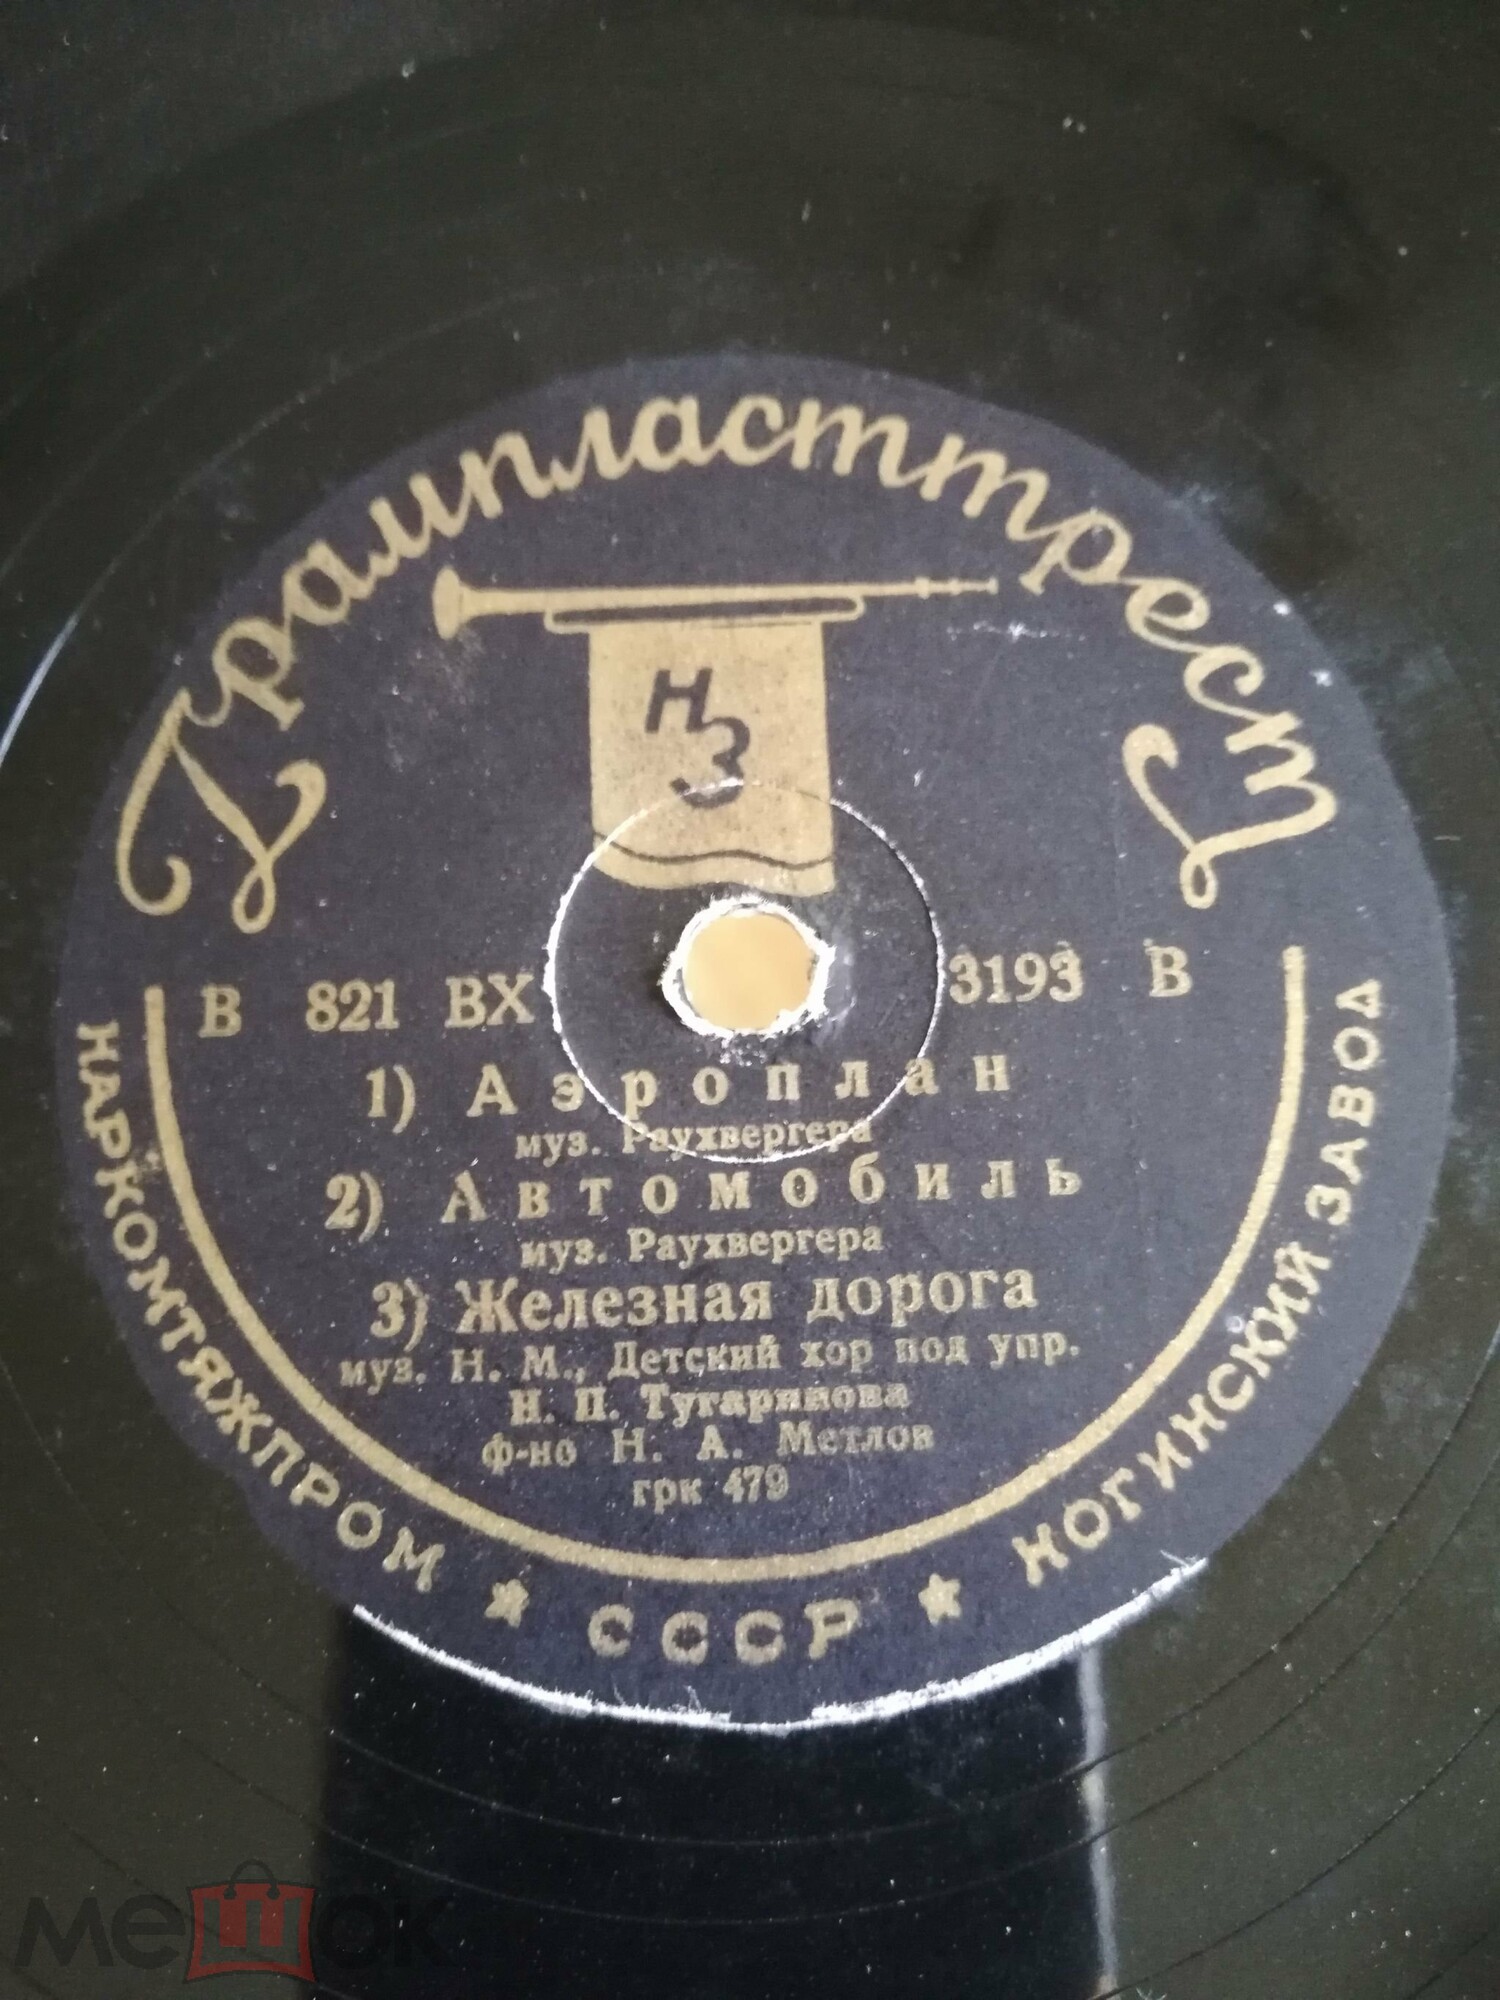 Грампласттрест
НЗ
В 821 ВХ 3193 В
1) Аэроплан
муз. Раухвергера
2) Автомобиль
муз. Раухвергера
3) Железная дорога
муз. Н. М., Детский хор под упр.
Н. П. Тугаринова
ф-но Н. А. Метлов
грк 479
НАРКОМТЯЖПРОМ ★ СССР ★ НОГИНСКИЙ ЗАВОД
мешок